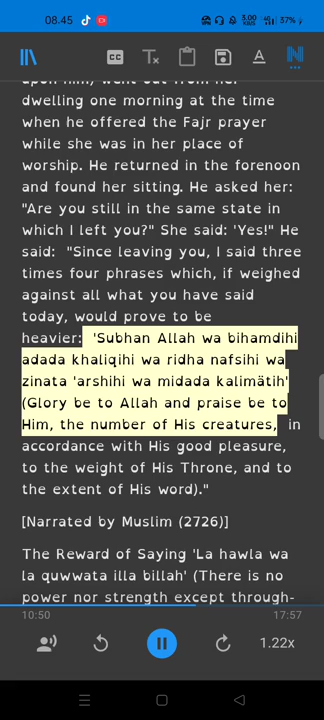 08.45
3.00 KB/S
4G
37%
CC
A
N
upon him) went out from her
dwelling one morning at the time
when he offered the Fajr prayer
while she was in her place of
worship. He returned in the forenoon
and found her sitting. He asked her:
"Are you still in the same state in
which I left you?" She said: 'Yes!" He
said:  "Since leaving you, I said three
times four phrases which, if weighed
against all what you have said
today, would prove to be
heavier: 'Subhan Allah wa bihamdihi
adada khaliqihi wa ridha nafsihi wa
zinata 'arshihi wa midada kalimätih'
(Glory be to Allah and praise be to
Him, the number of His creatures,  in
accordance with His good pleasure,
to the weight of His Throne, and to
the extent of His word)."
[Narrated by Muslim (2726)]
The Reward of Saying 'La hawla wa
la quwwata illa billah' (There is no
power nor strength except through-
10:50
17:57
1.22x